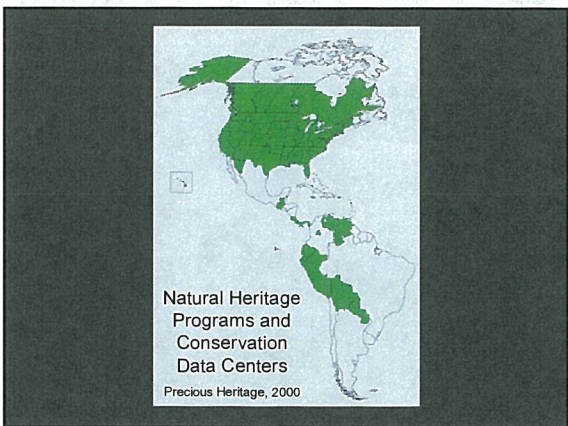 Natural Heritage
Programs and
Conservation
Data Centers
Precious Heritage, 2000